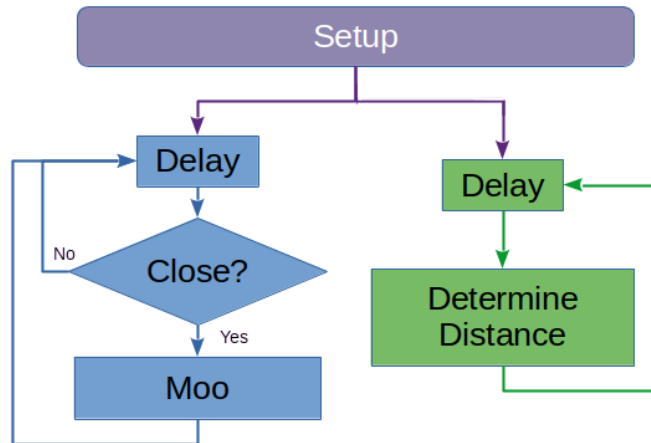 Setup
Delay
Delay
No
Close?
Determine
Distance
Yes
Moo